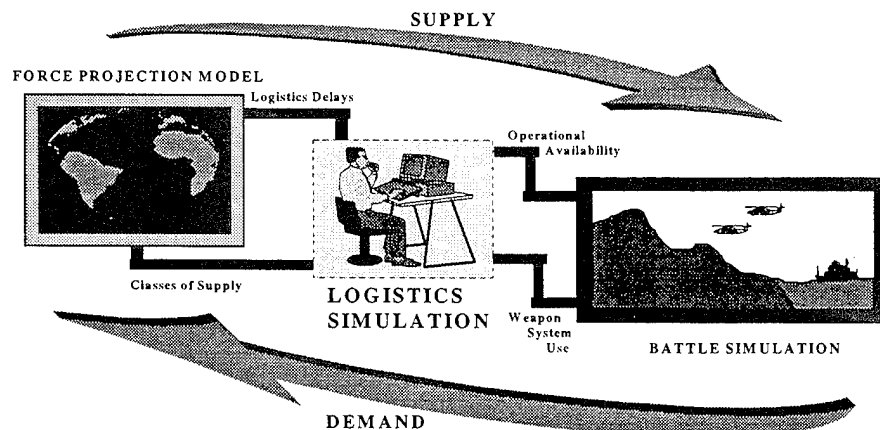 SUPPLY
FORCE PROJECTION MODEL
Logistics Delays
Operational
Availability
Classes of Supply
LOGISTICS
SIMULATION
Weapon
System
Use
BATTLE SIMULATION
DEMAND